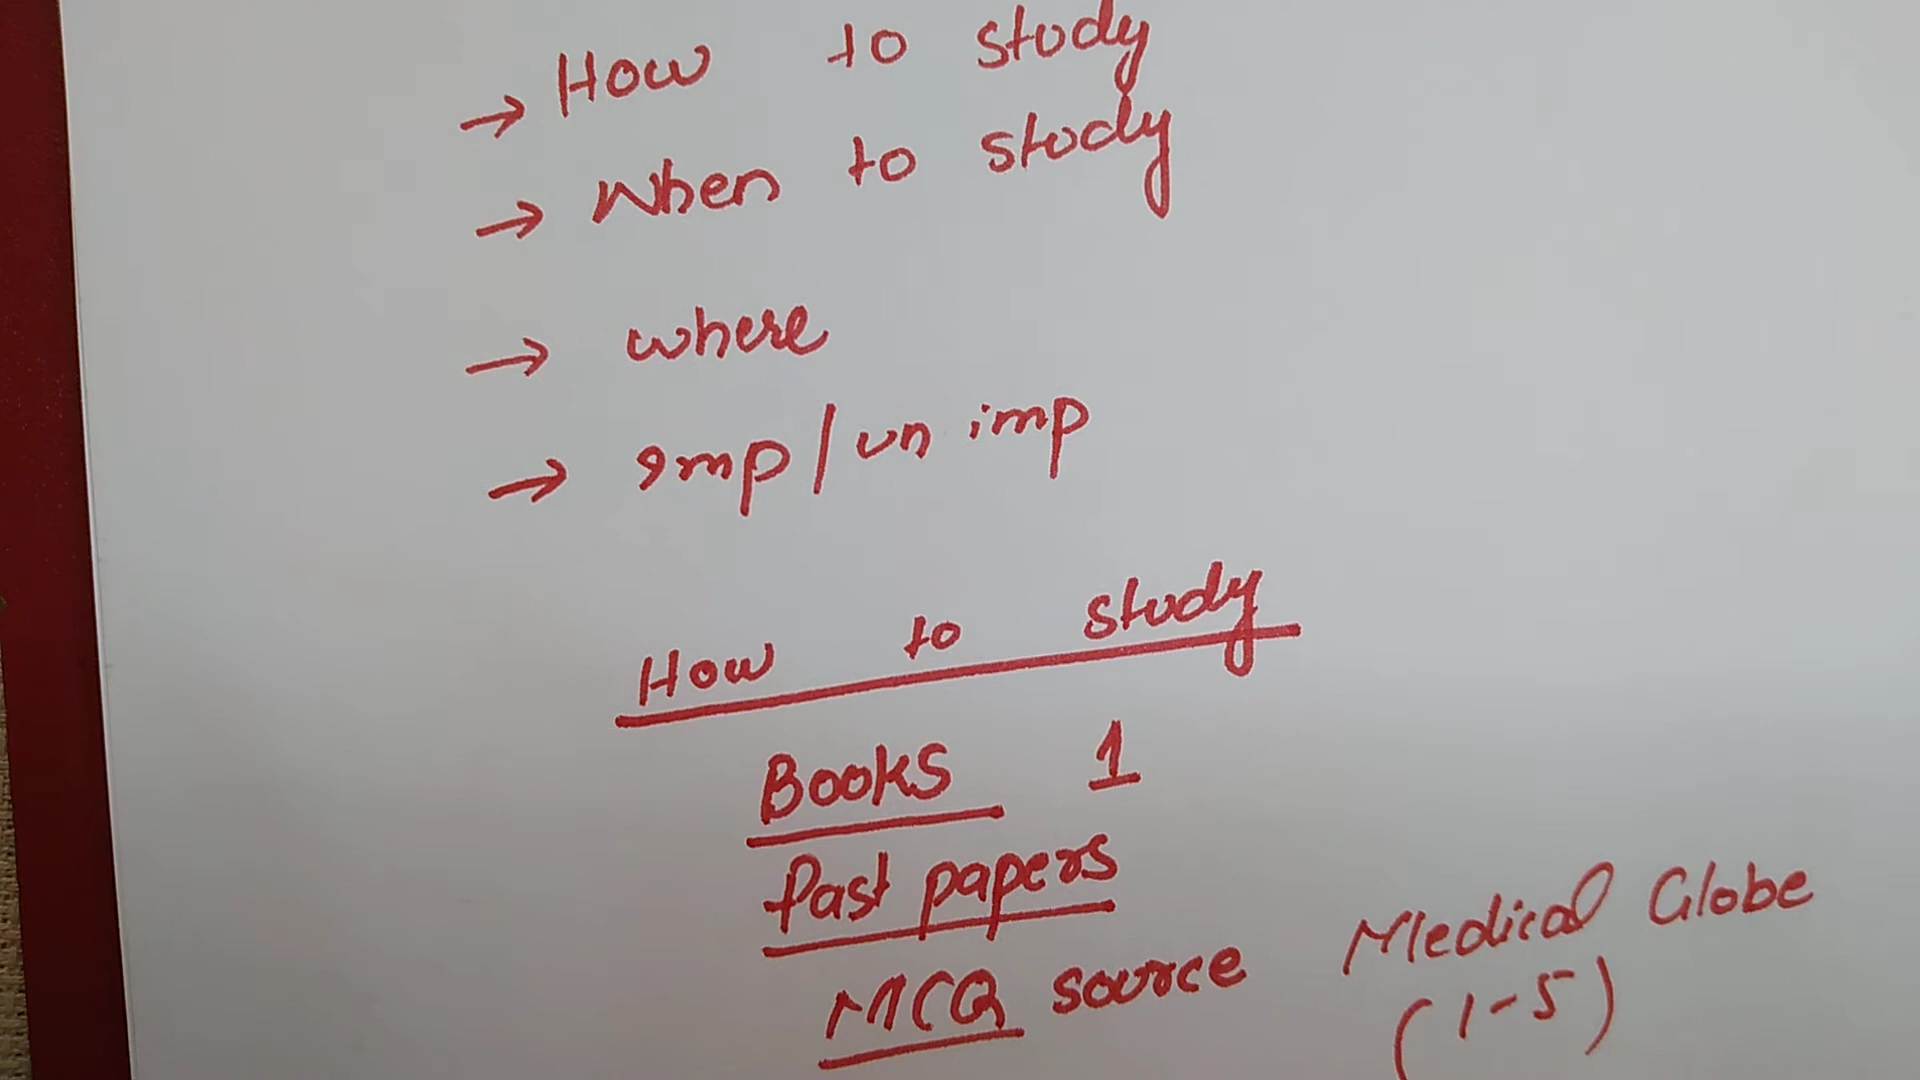 → How to study
→ When to study
→ where
→ Imp / un imp
How to study
Books 1
Past papers
MCQ source Medical Globe
(1-5)